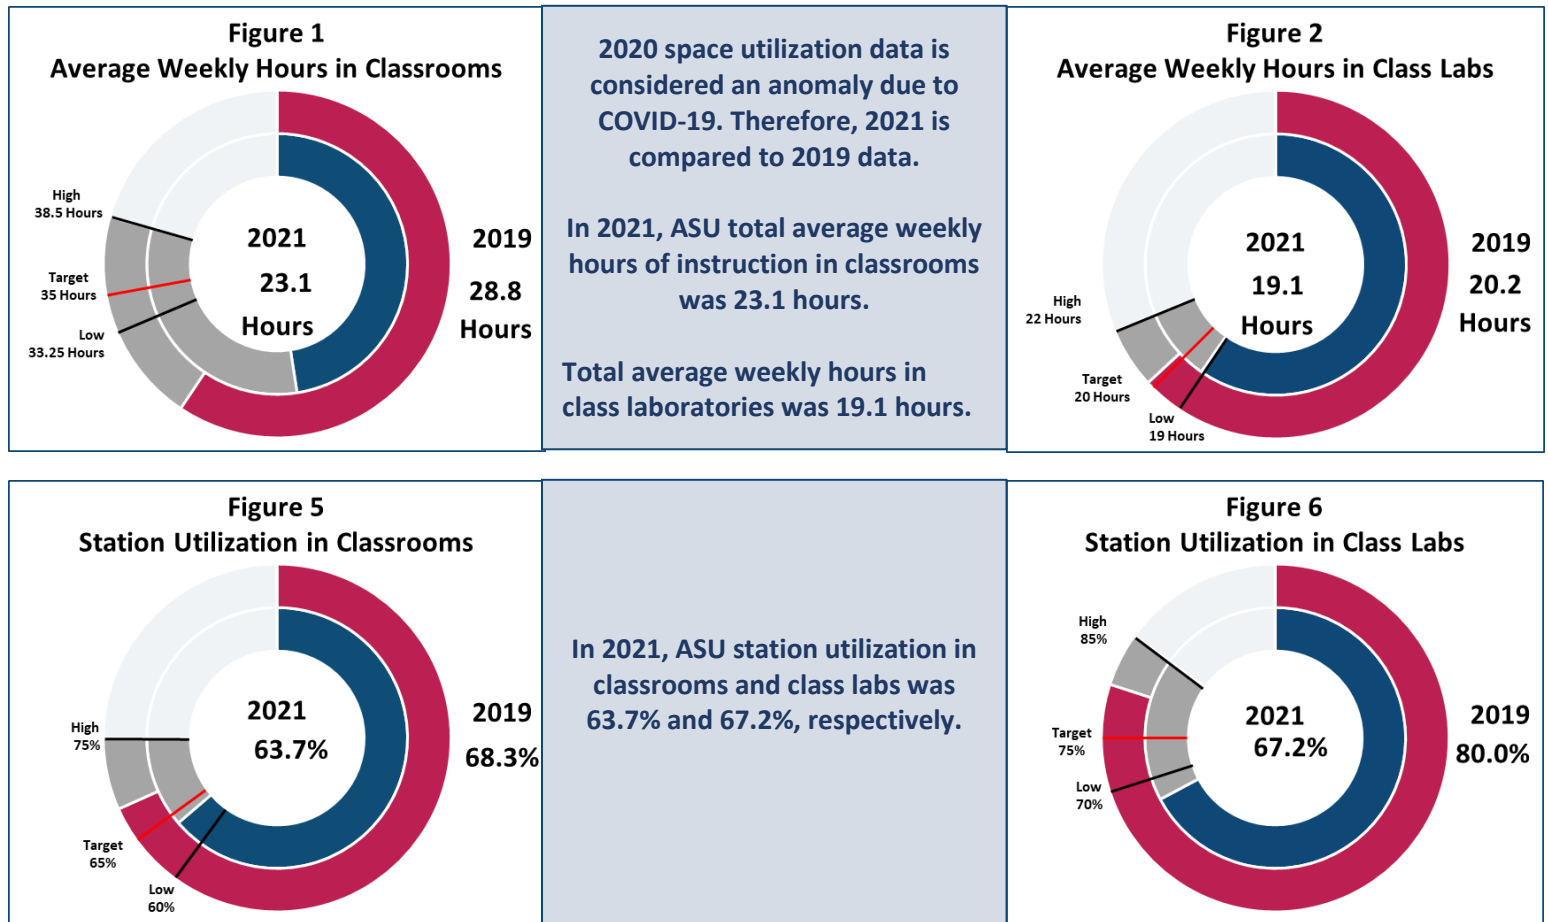 Figure 1
Average Weekly Hours in Classrooms
High
38.5 Hours
Target
35 Hours
Low
33.25 Hours
2021
23.1
Hours
2019
28.8
Hours
2020 space utilization data is
considered an anomaly due to
COVID-19. Therefore, 2021 is
compared to 2019 data.
In 2021, ASU total average weekly
hours of instruction in classrooms
was 23.1 hours.
Total average weekly hours in
class laboratories was 19.1 hours.
Figure 2
Average Weekly Hours in Class Labs
High
22 Hours
Target
20 Hours
Low
19 Hours
2021
19.1
Hours
2019
20.2
Hours
Figure 5
Station Utilization in Classrooms
High
75%
Target
65%
Low
60%
2021
63.7%
2019
68.3%
In 2021, ASU station utilization in
classrooms and class labs was
63.7% and 67.2%, respectively.
Figure 6
Station Utilization in Class Labs
High
85%
Target
75%
Low
70%
2021
67.2%
2019
80.0%